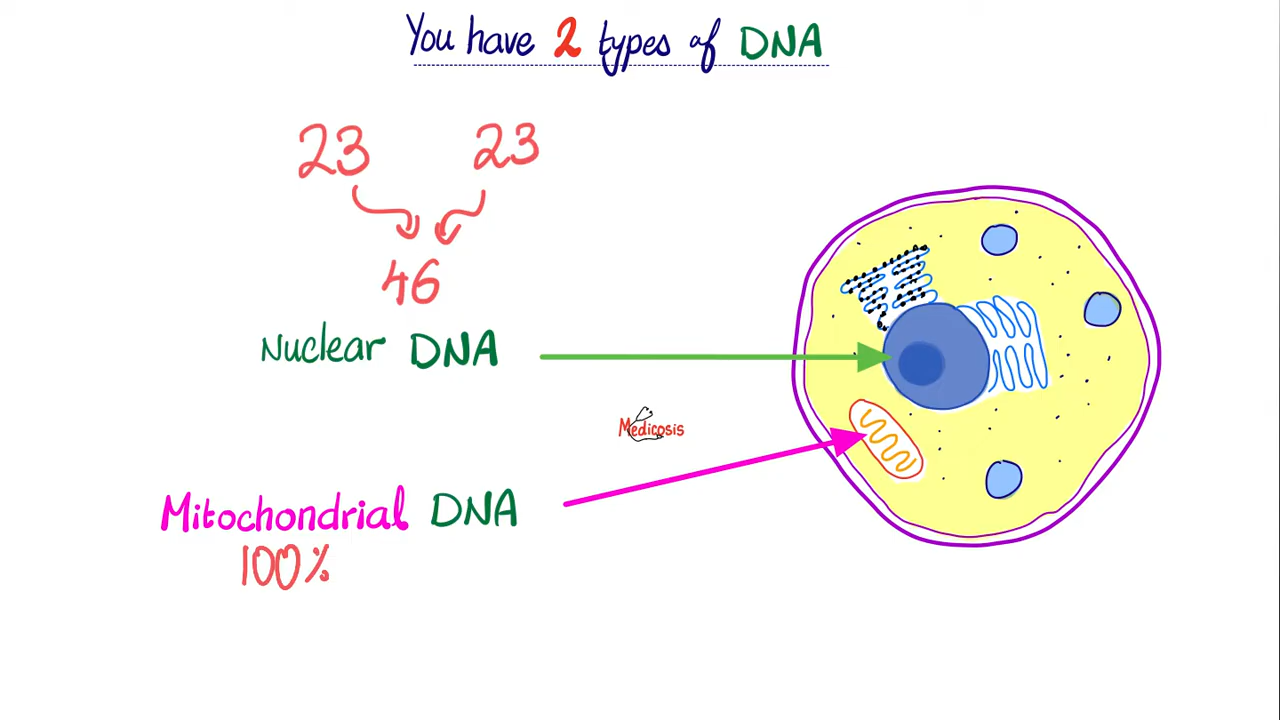 You have 2 types of DNA
23 23
46
Nuclear DNA
Medicosis
Mitochondrial DNA
100%